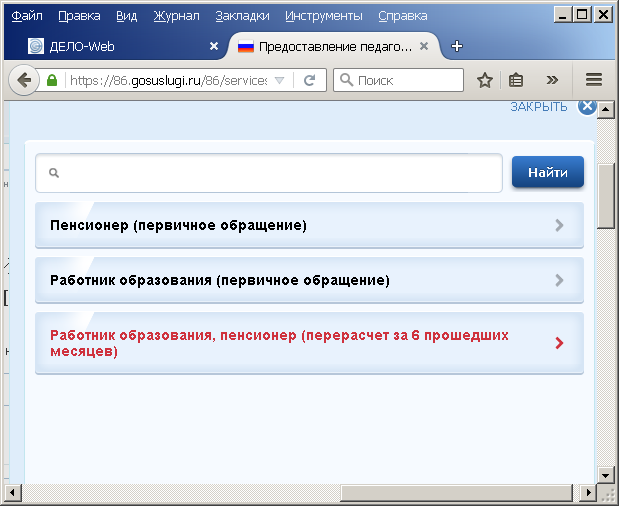 Файл Правка Вид Журнал Закладки Инструменты Справка
ДЕЛО-Web
Предоставление педаго...
https://86.gosuslugi.ru/86/services
Поиск
ЗАКРЫТЬ
Найти
Пенсионер (первичное обращение)
Работник образования (первичное обращение)
Работник образования, пенсионер (перерасчет за 6 прошедших
месяцев)